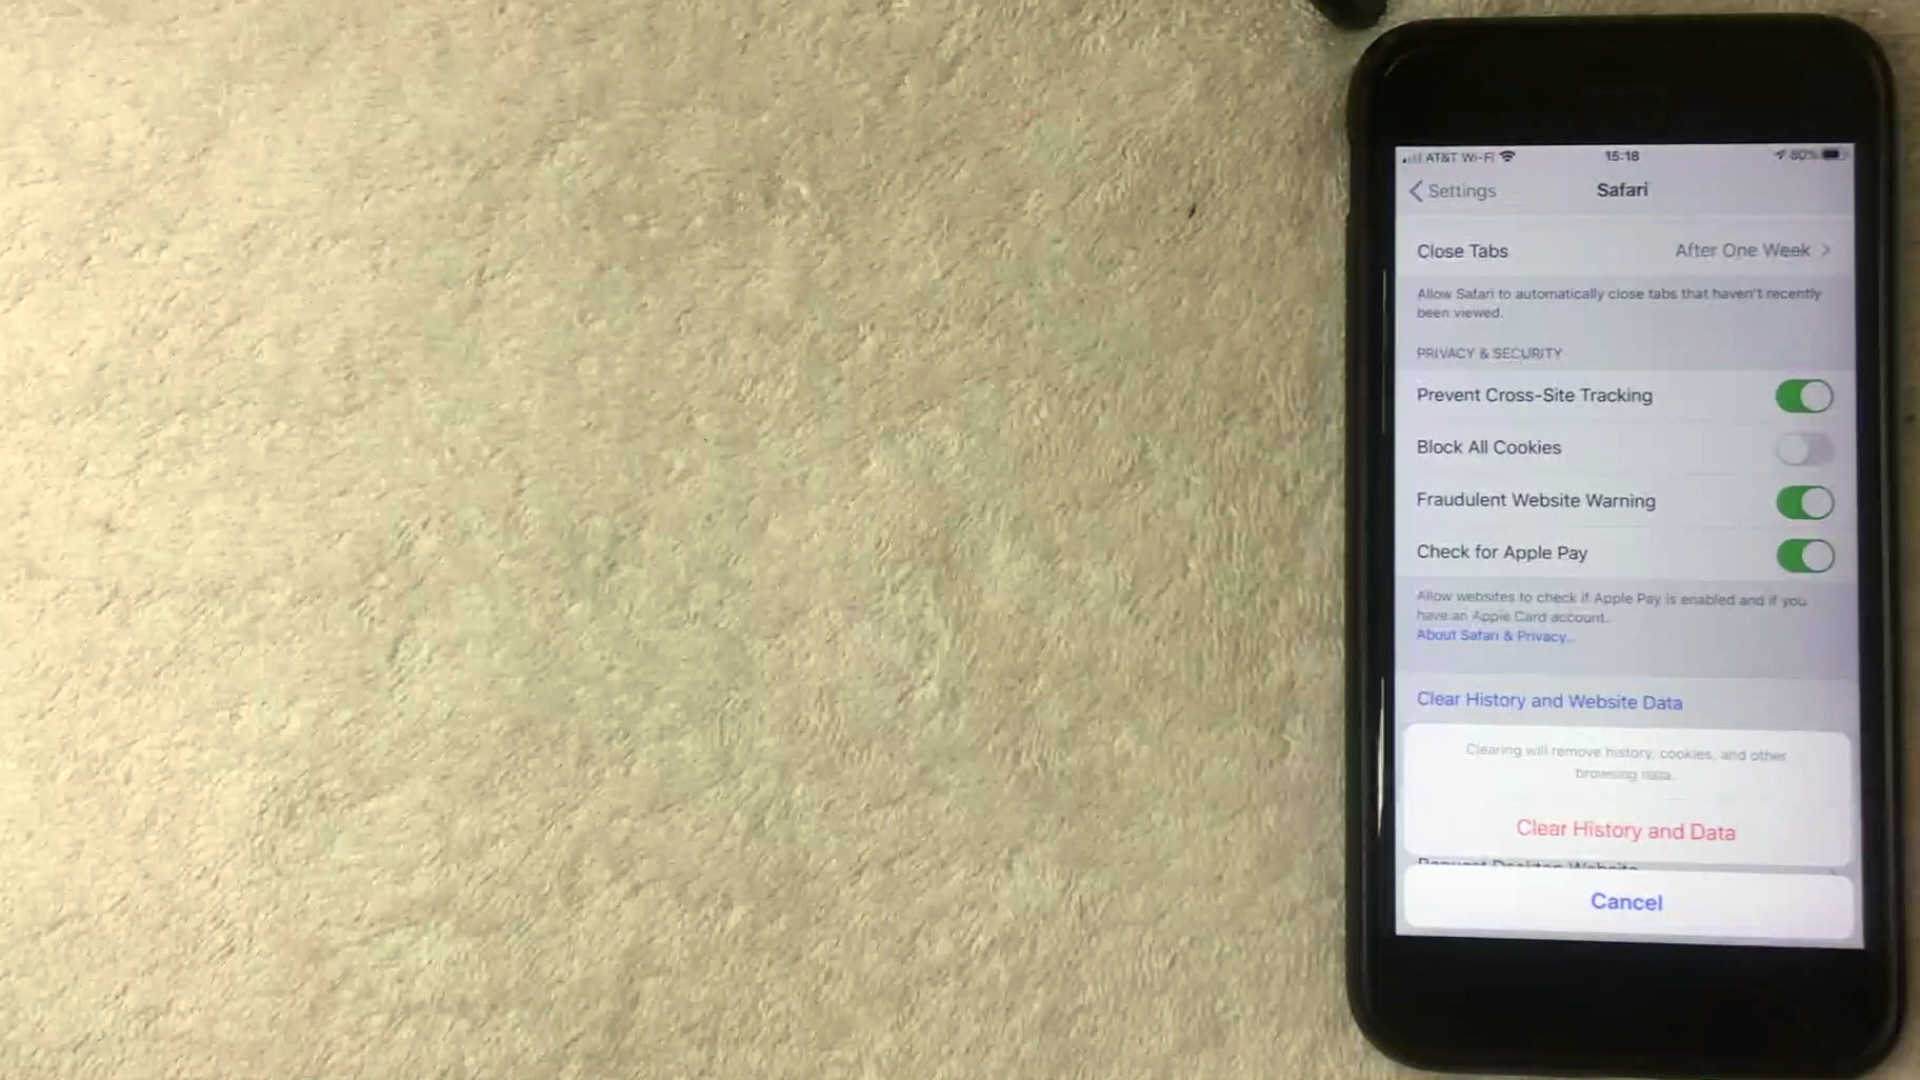 AT&T Wi-Fi 15:18 80%
Settings Safari
Close Tabs After One Week
Allow Safari to automatically close tabs that haven't recently
been viewed.
PRIVACY & SECURITY
Prevent Cross-Site Tracking
Block All Cookies
Fraudulent Website Warning
Check for Apple Pay
Allow websites to check if Apple Pay is enabled and if you
have an Apple Card account.
About Safari & Privacy...
Clear History and Website Data
Clearing will remove history, cookies, and other
browsing data.
Clear History and Data
Request Desktop Website
Cancel